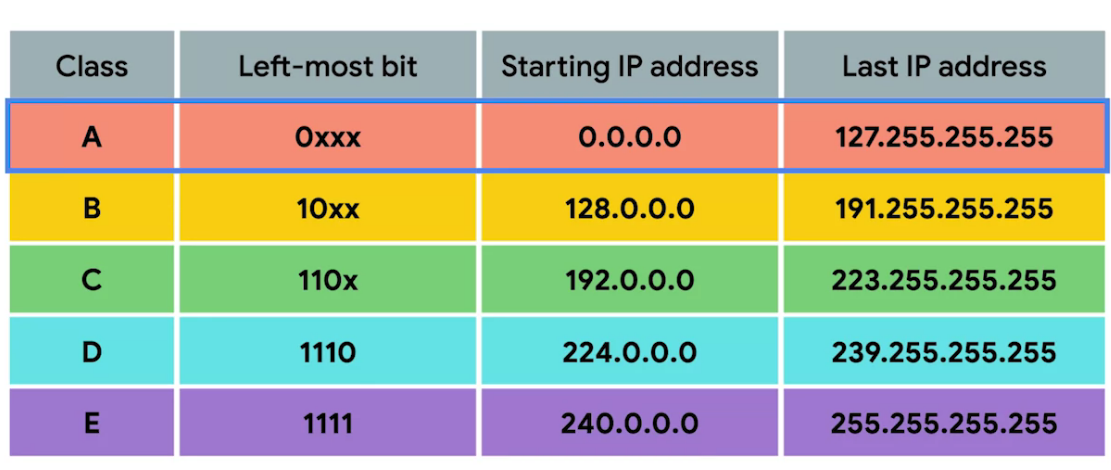 Class Left-most bit Starting IP address Last IP address
A 0xxx 0.0.0.0 127.255.255.255
B 10xx 128.0.0.0 191.255.255.255
C 110x 192.0.0.0 223.255.255.255
D 1110 224.0.0.0 239.255.255.255
E 1111 240.0.0.0 255.255.255.255